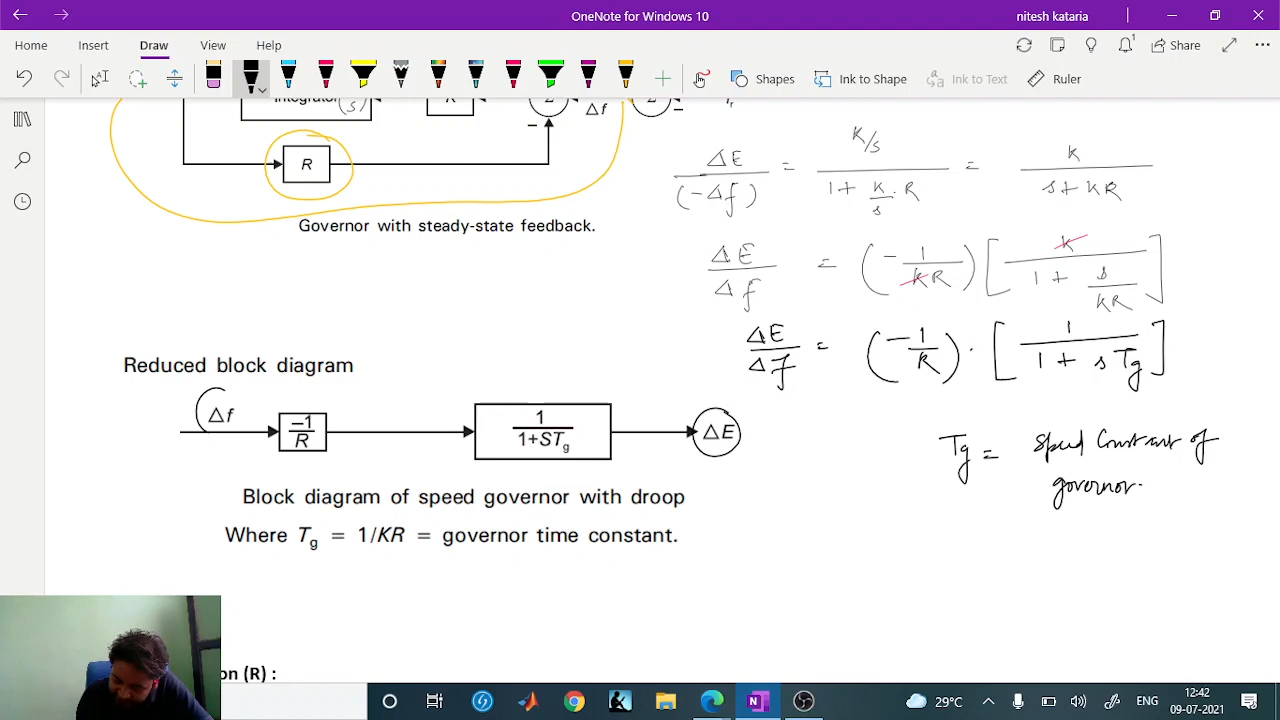 OneNote for Windows 10
nitesh kataria
Home Insert Draw View Help
Share
Shapes
Ink to Shape
Ink to Text
Ruler
(s)
Σ
Δf
−
R
Governor with steady-state feedback.
ΔE/(-Δf) = (K/s)/(1 + K/s · R) = K/(s + KR)
ΔE/Δf = (-1/KR) [K/(1 + s/KR)]
ΔE/Δf = (-1/R) · [1/(1 + sTg)]
Reduced block diagram
Δf −1/R 1/(1+STg) ΔE
Tg = Speed Constant of
governor.
Block diagram of speed governor with droop
Where Tg = 1/KR = governor time constant.
on (R) :
29°C
ENG
12:42
09-07-2021